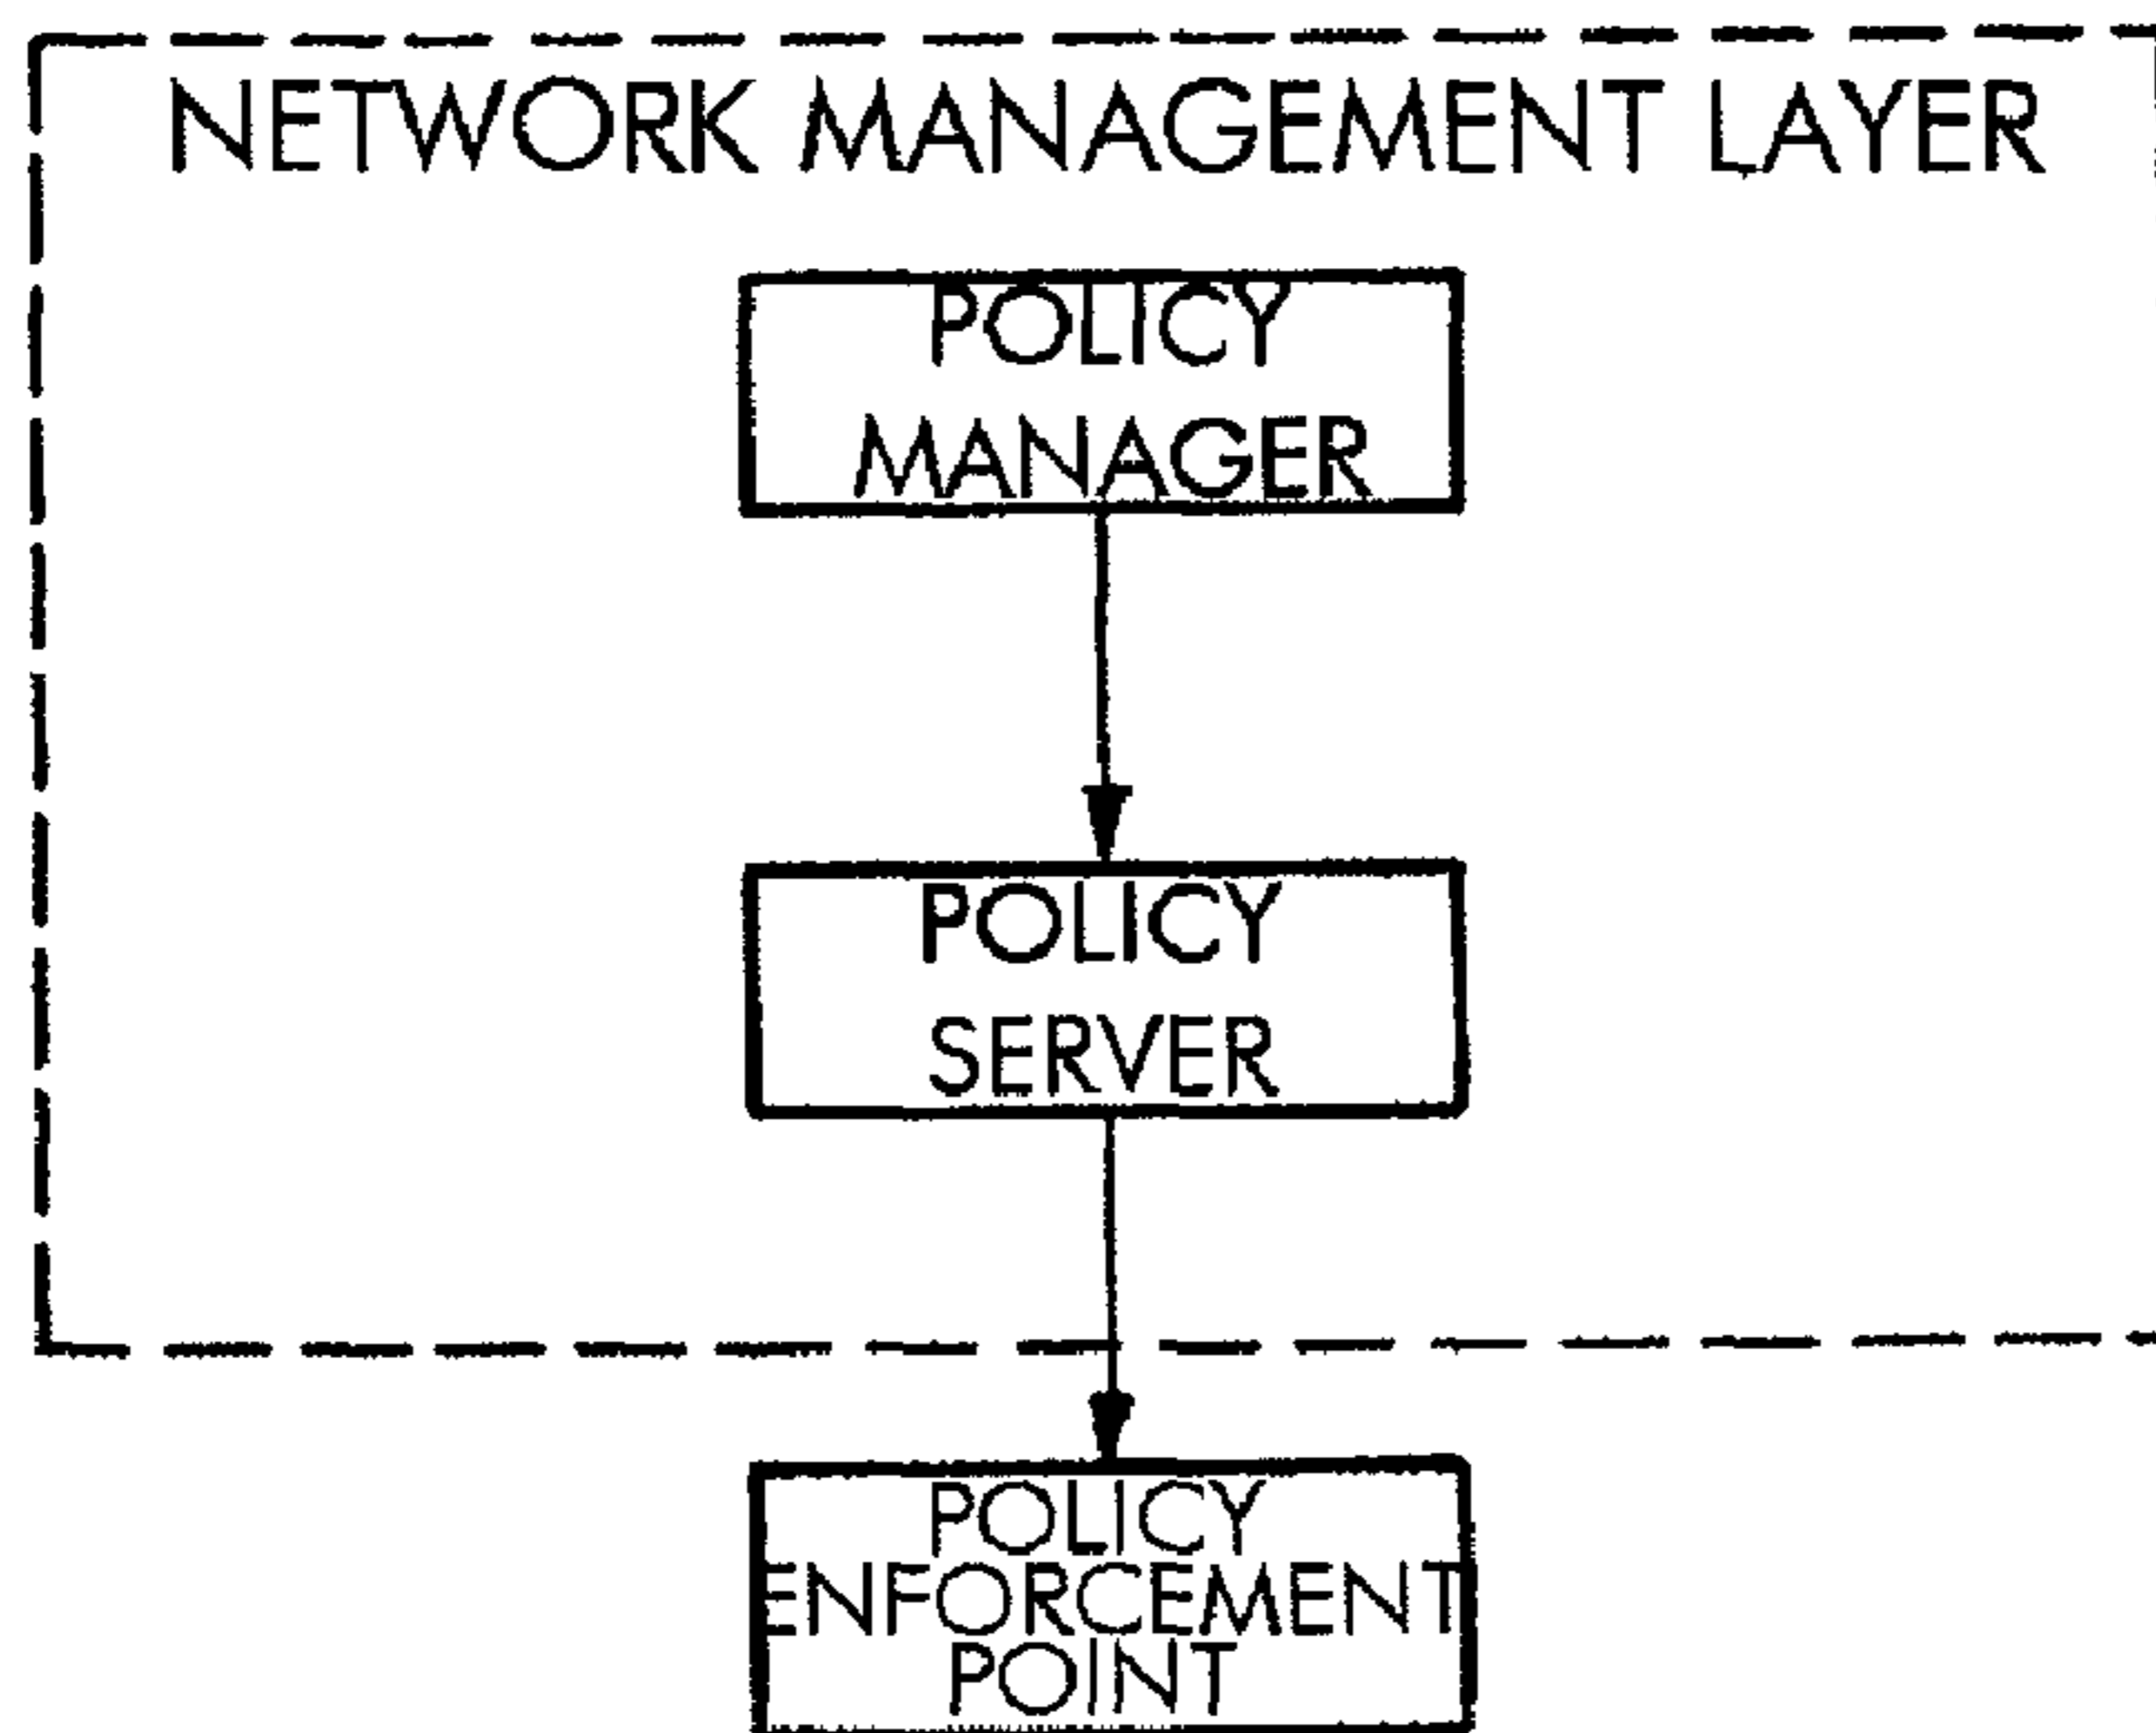 NETWORK MANAGEMENT LAYER
POLICY
MANAGER
POLICY
SERVER
POLICY
ENFORCEMENT
POINT